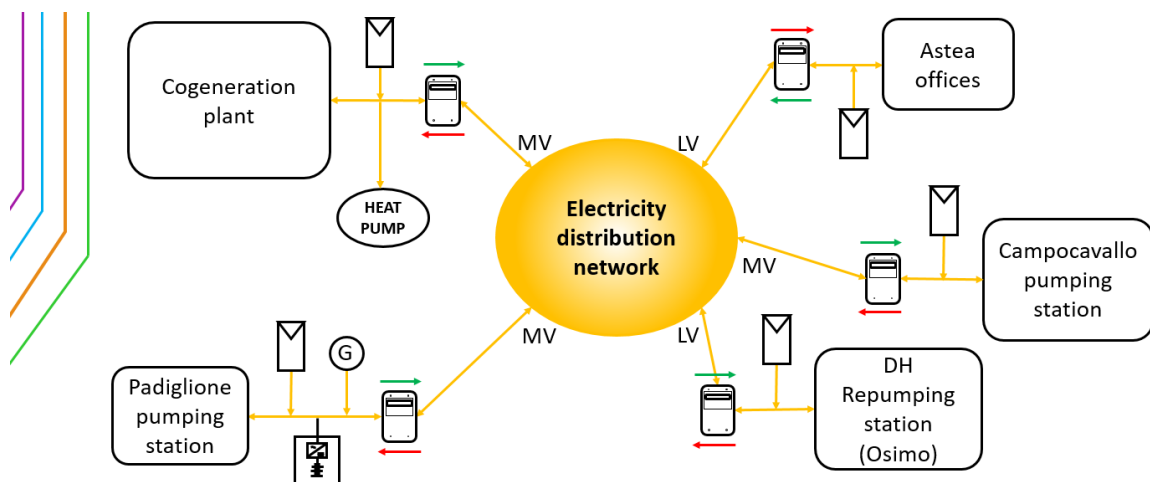 Cogeneration
plant
HEAT
PUMP
MV
LV
Astea
offices
Electricity
distribution
network
MV
Campocavallo
pumping
station
MV
LV
G
Padiglione
pumping
station
DH
Repumping
station
(Osimo)